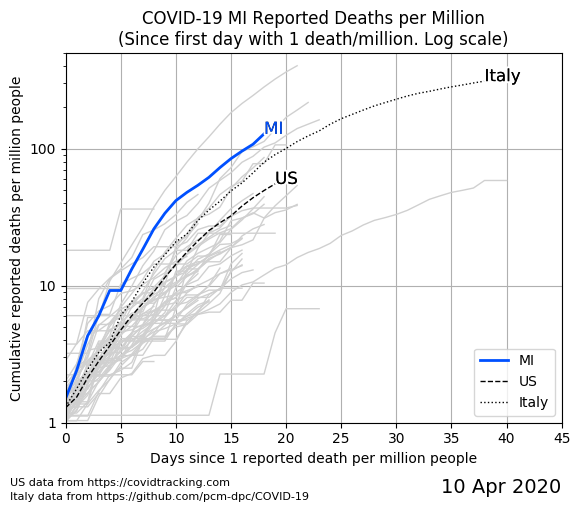 COVID-19 MI Reported Deaths per Million
(Since first day with 1 death/million. Log scale)
Cumulative reported deaths per million people
100
10
1
Italy
MI
US
MI
US
Italy
0 5 10 15 20 25 30 35 40 45
Days since 1 reported death per million people
US data from https://covidtracking.com
Italy data from https://github.com/pcm-dpc/COVID-19
10 Apr 2020